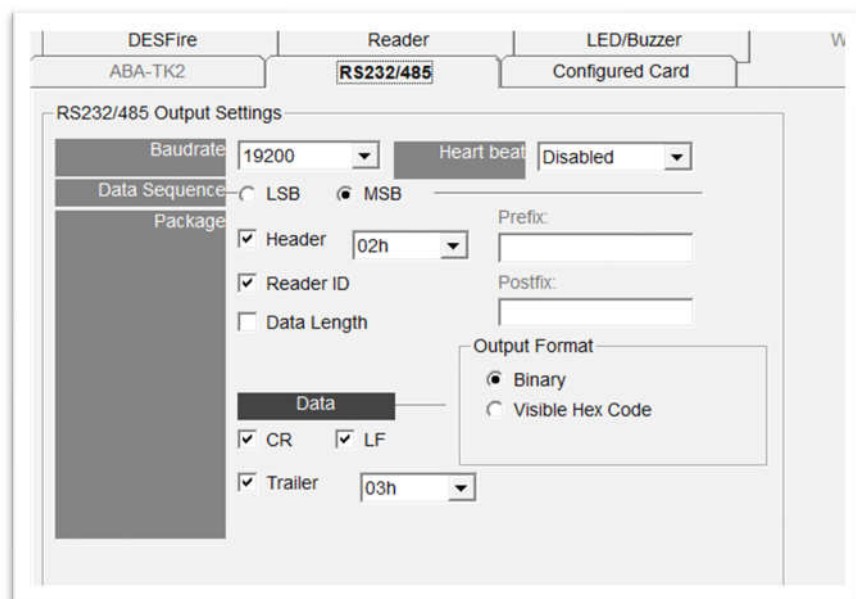 DESFire Reader LED/Buzzer W
ABA-TK2 RS232/485 Configured Card
RS232/485 Output Settings
Baudrate 19200 Heart beat Disabled
Data Sequence LSB MSB
Package Prefix:
Header 02h
Reader ID Postfix:
Data Length
Output Format
Binary
Data Visible Hex Code
CR LF
Trailer 03h